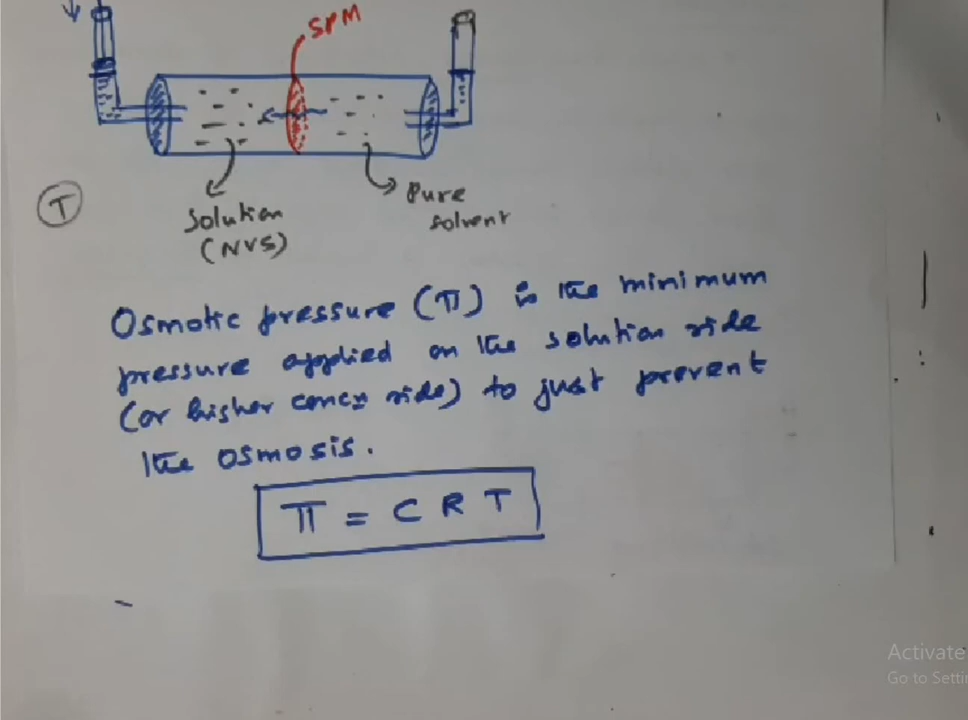 SPM
T
Solution
(NVS)
Pure
solvent
Osmotic pressure (π) is the minimum
pressure applied on the solution side
(or higher concn side) to just prevent
the osmosis.
π = C R T
Activate
Go to Settin